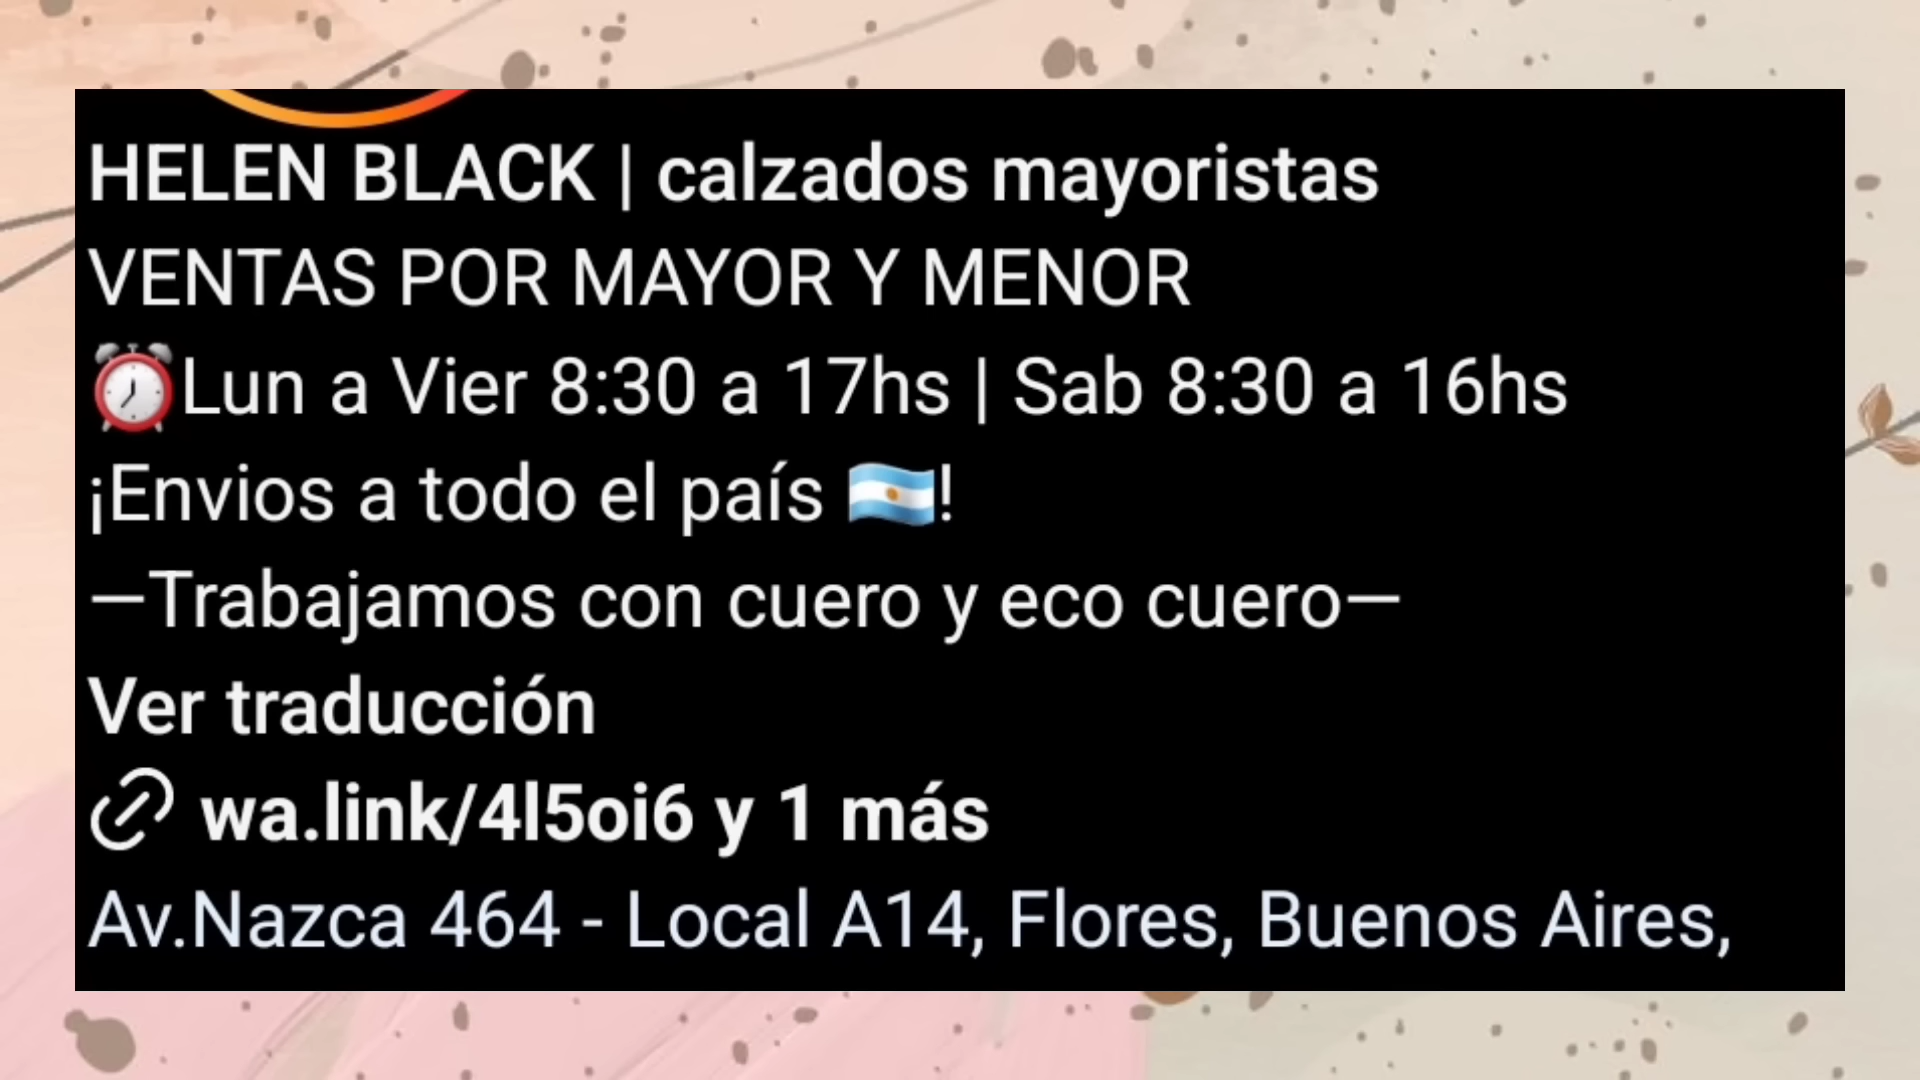 HELEN BLACK | calzados mayoristas
VENTAS POR MAYOR Y MENOR
⏰Lun a Vier 8:30 a 17hs | Sab 8:30 a 16hs
¡Envios a todo el país 🇦🇷!
—Trabajamos con cuero y eco cuero—
Ver traducción
wa.link/4l5oi6 y 1 más
Av.Nazca 464 - Local A14, Flores, Buenos Aires,